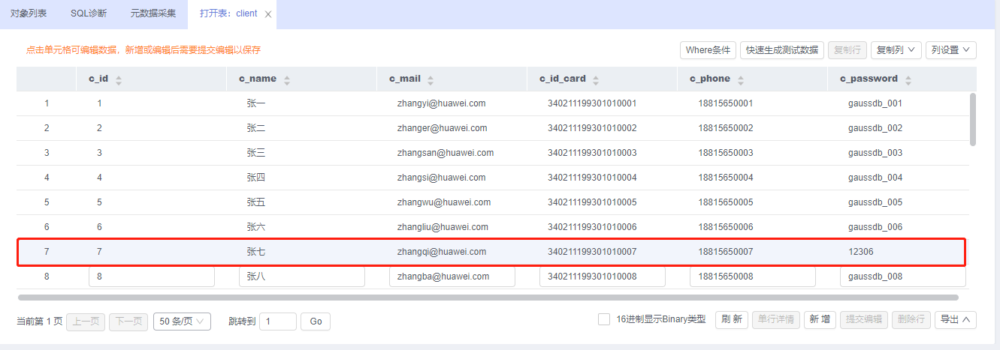 对象列表 SQL诊断 元数据采集 打开表：client
点击单元格可编辑数据，新增或编辑后需要提交编辑以保存 Where条件 快速生成测试数据 复制行 复制列 列设置
c_id c_name c_mail c_id_card c_phone c_password
1 1 张一 zhangyi@huawei.com 340211199301010001 18815650001 gaussdb_001
2 2 张二 zhanger@huawei.com 340211199301010002 18815650002 gaussdb_002
3 3 张三 zhangsan@huawei.com 340211199301010003 18815650003 gaussdb_003
4 4 张四 zhangsi@huawei.com 340211199301010004 18815650004 gaussdb_004
5 5 张五 zhangwu@huawei.com 340211199301010005 18815650005 gaussdb_005
6 6 张六 zhangliu@huawei.com 340211199301010006 18815650006 gaussdb_006
7 7 张七 zhangqi@huawei.com 340211199301010007 18815650007 12306
8 8 张八 zhangba@huawei.com 340211199301010008 18815650008 gaussdb_008
当前第 1 页 上一页 下一页 50 条/页 跳转到 1 Go 16进制显示Binary类型 刷 新 单行详情 新 增 提交编辑 删除行 导出